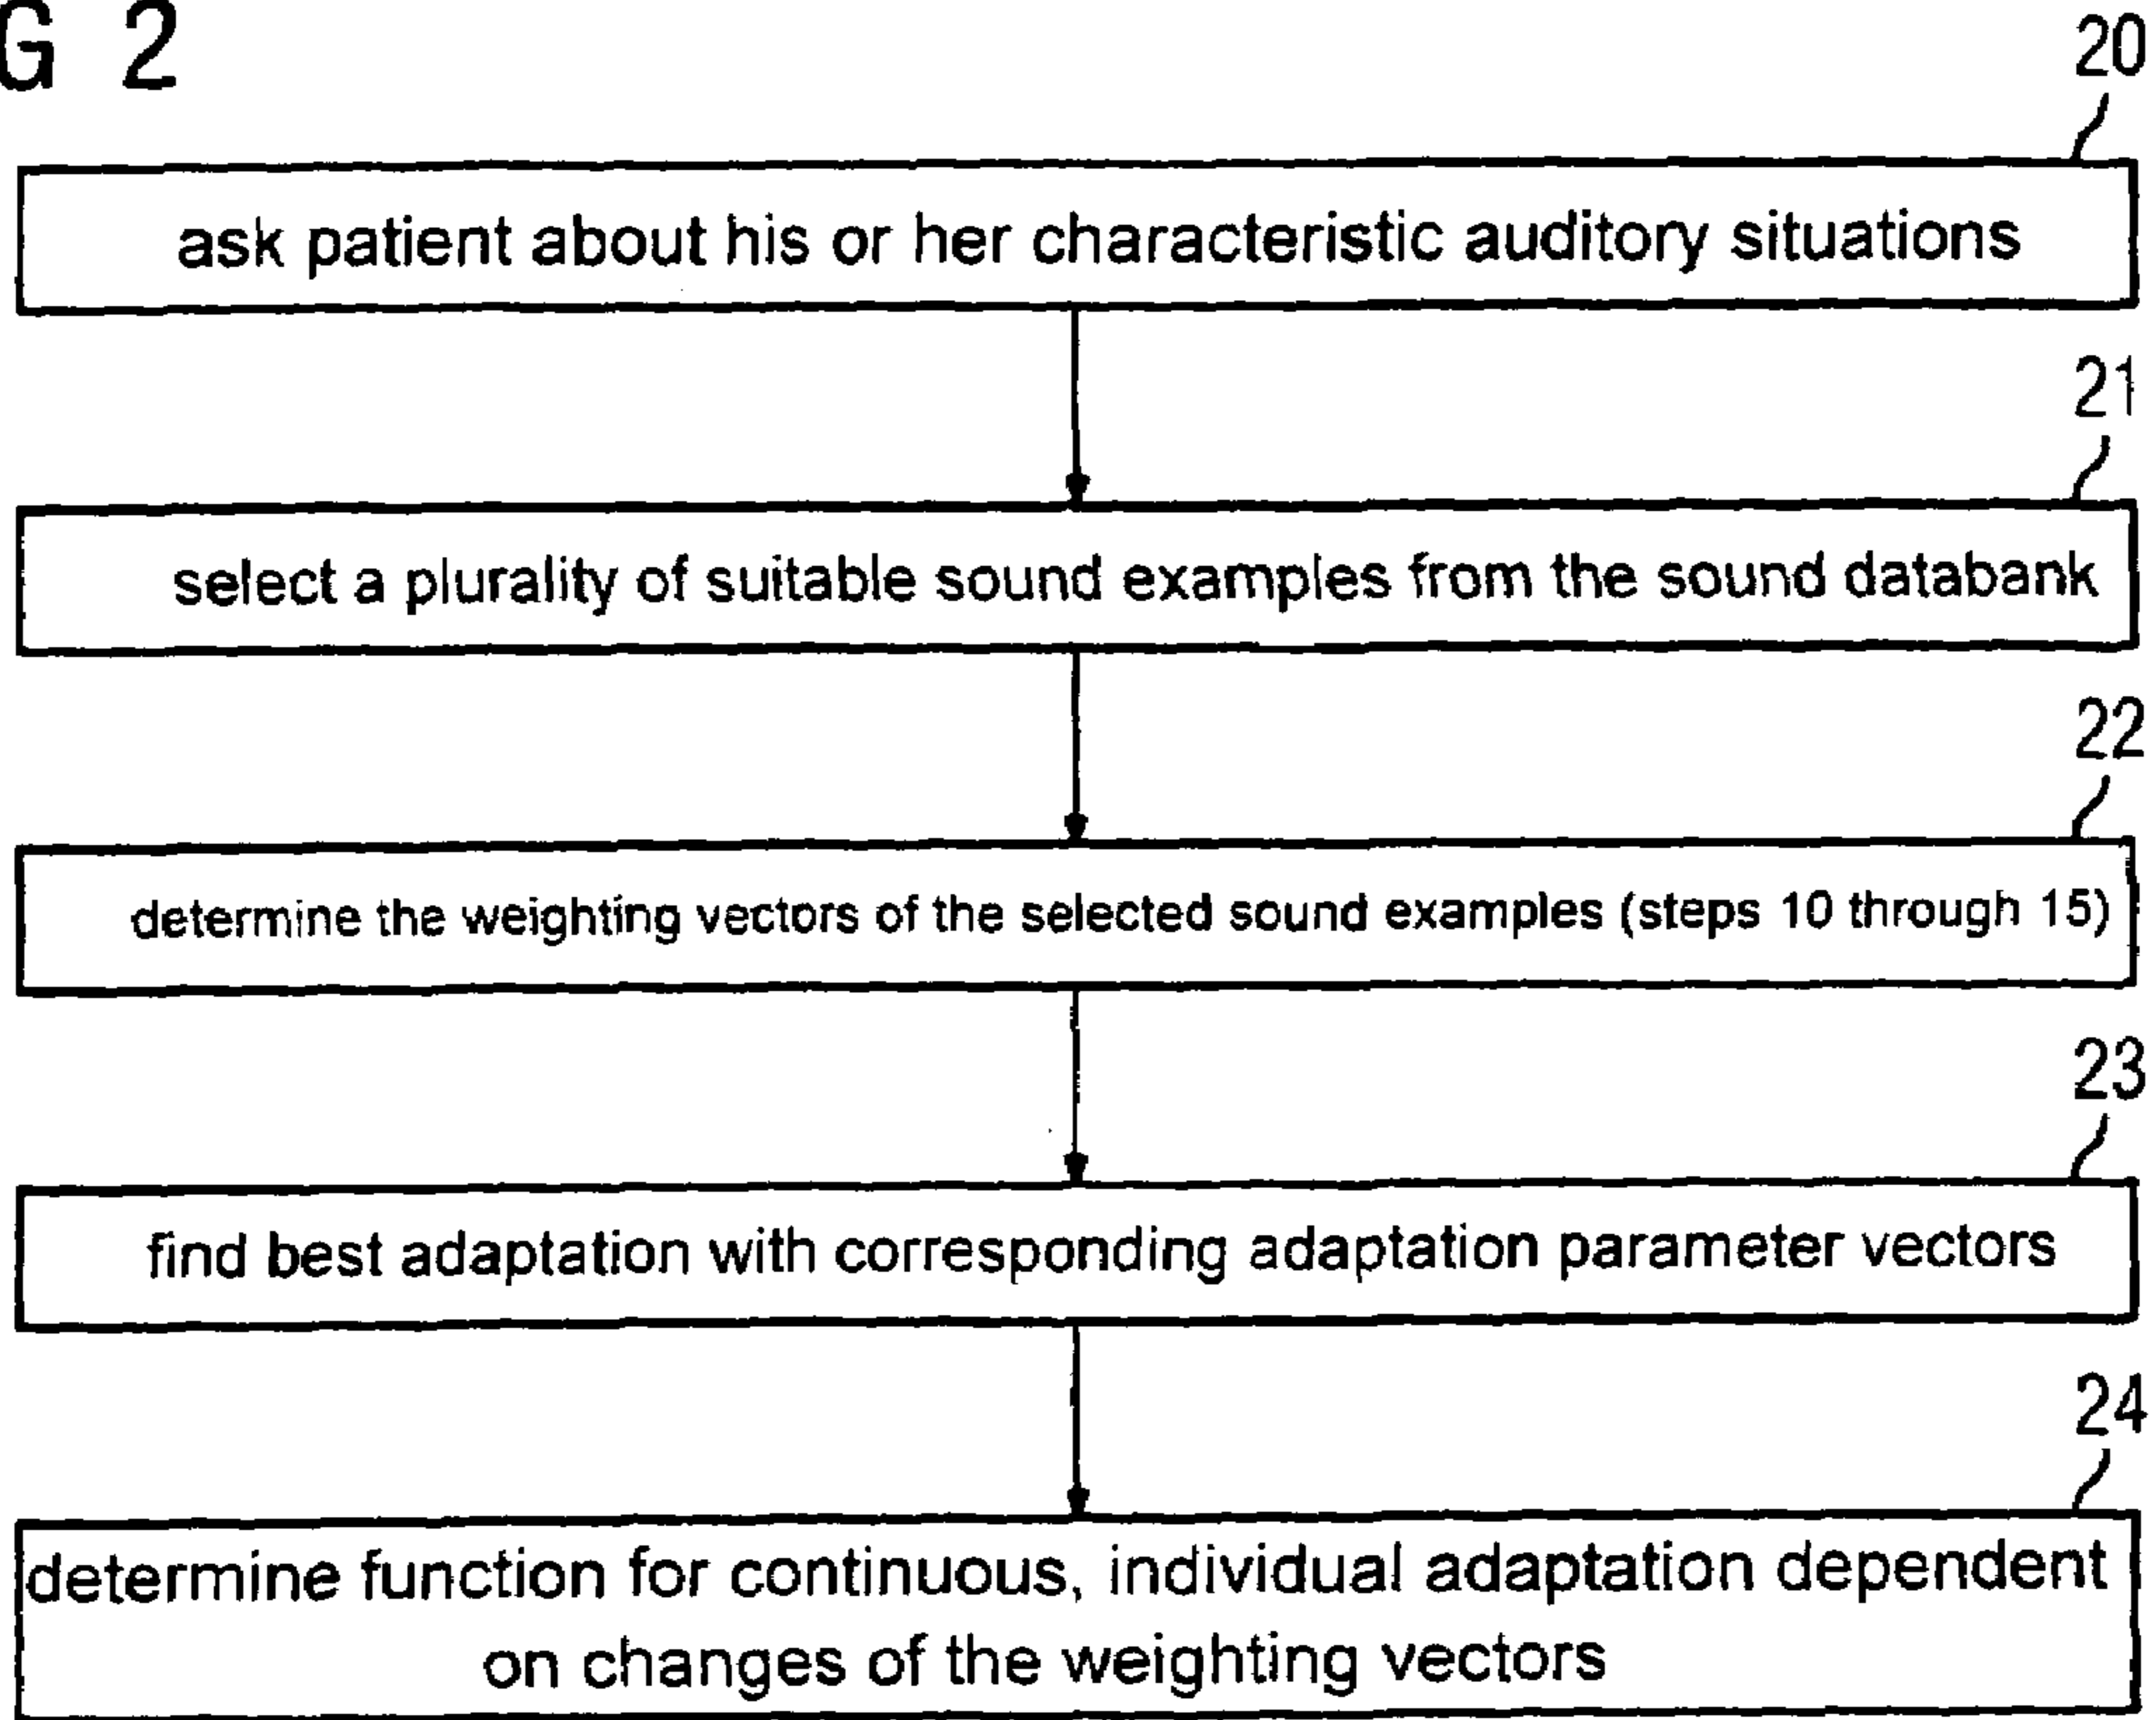 G 2
20
ask patient about his or her characteristic auditory situations
21
select a plurality of suitable sound examples from the sound databank
22
determine the weighting vectors of the selected sound examples (steps 10 through 15)
23
find best adaptation with corresponding adaptation parameter vectors
24
determine function for continuous, individual adaptation dependent
on changes of the weighting vectors